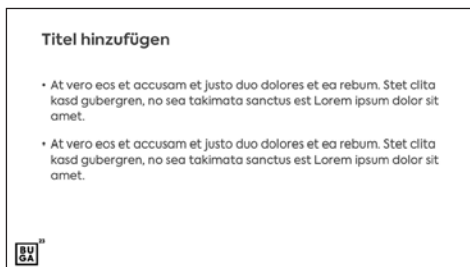 Titel hinzufügen
• At vero eos et accusam et justo duo dolores et ea rebum. Stet clita
kasd gubergren, no sea takimata sanctus est Lorem ipsum dolor sit
amet.
• At vero eos et accusam et justo duo dolores et ea rebum. Stet clita
kasd gubergren, no sea takimata sanctus est Lorem ipsum dolor sit
amet.
BU
GA
23